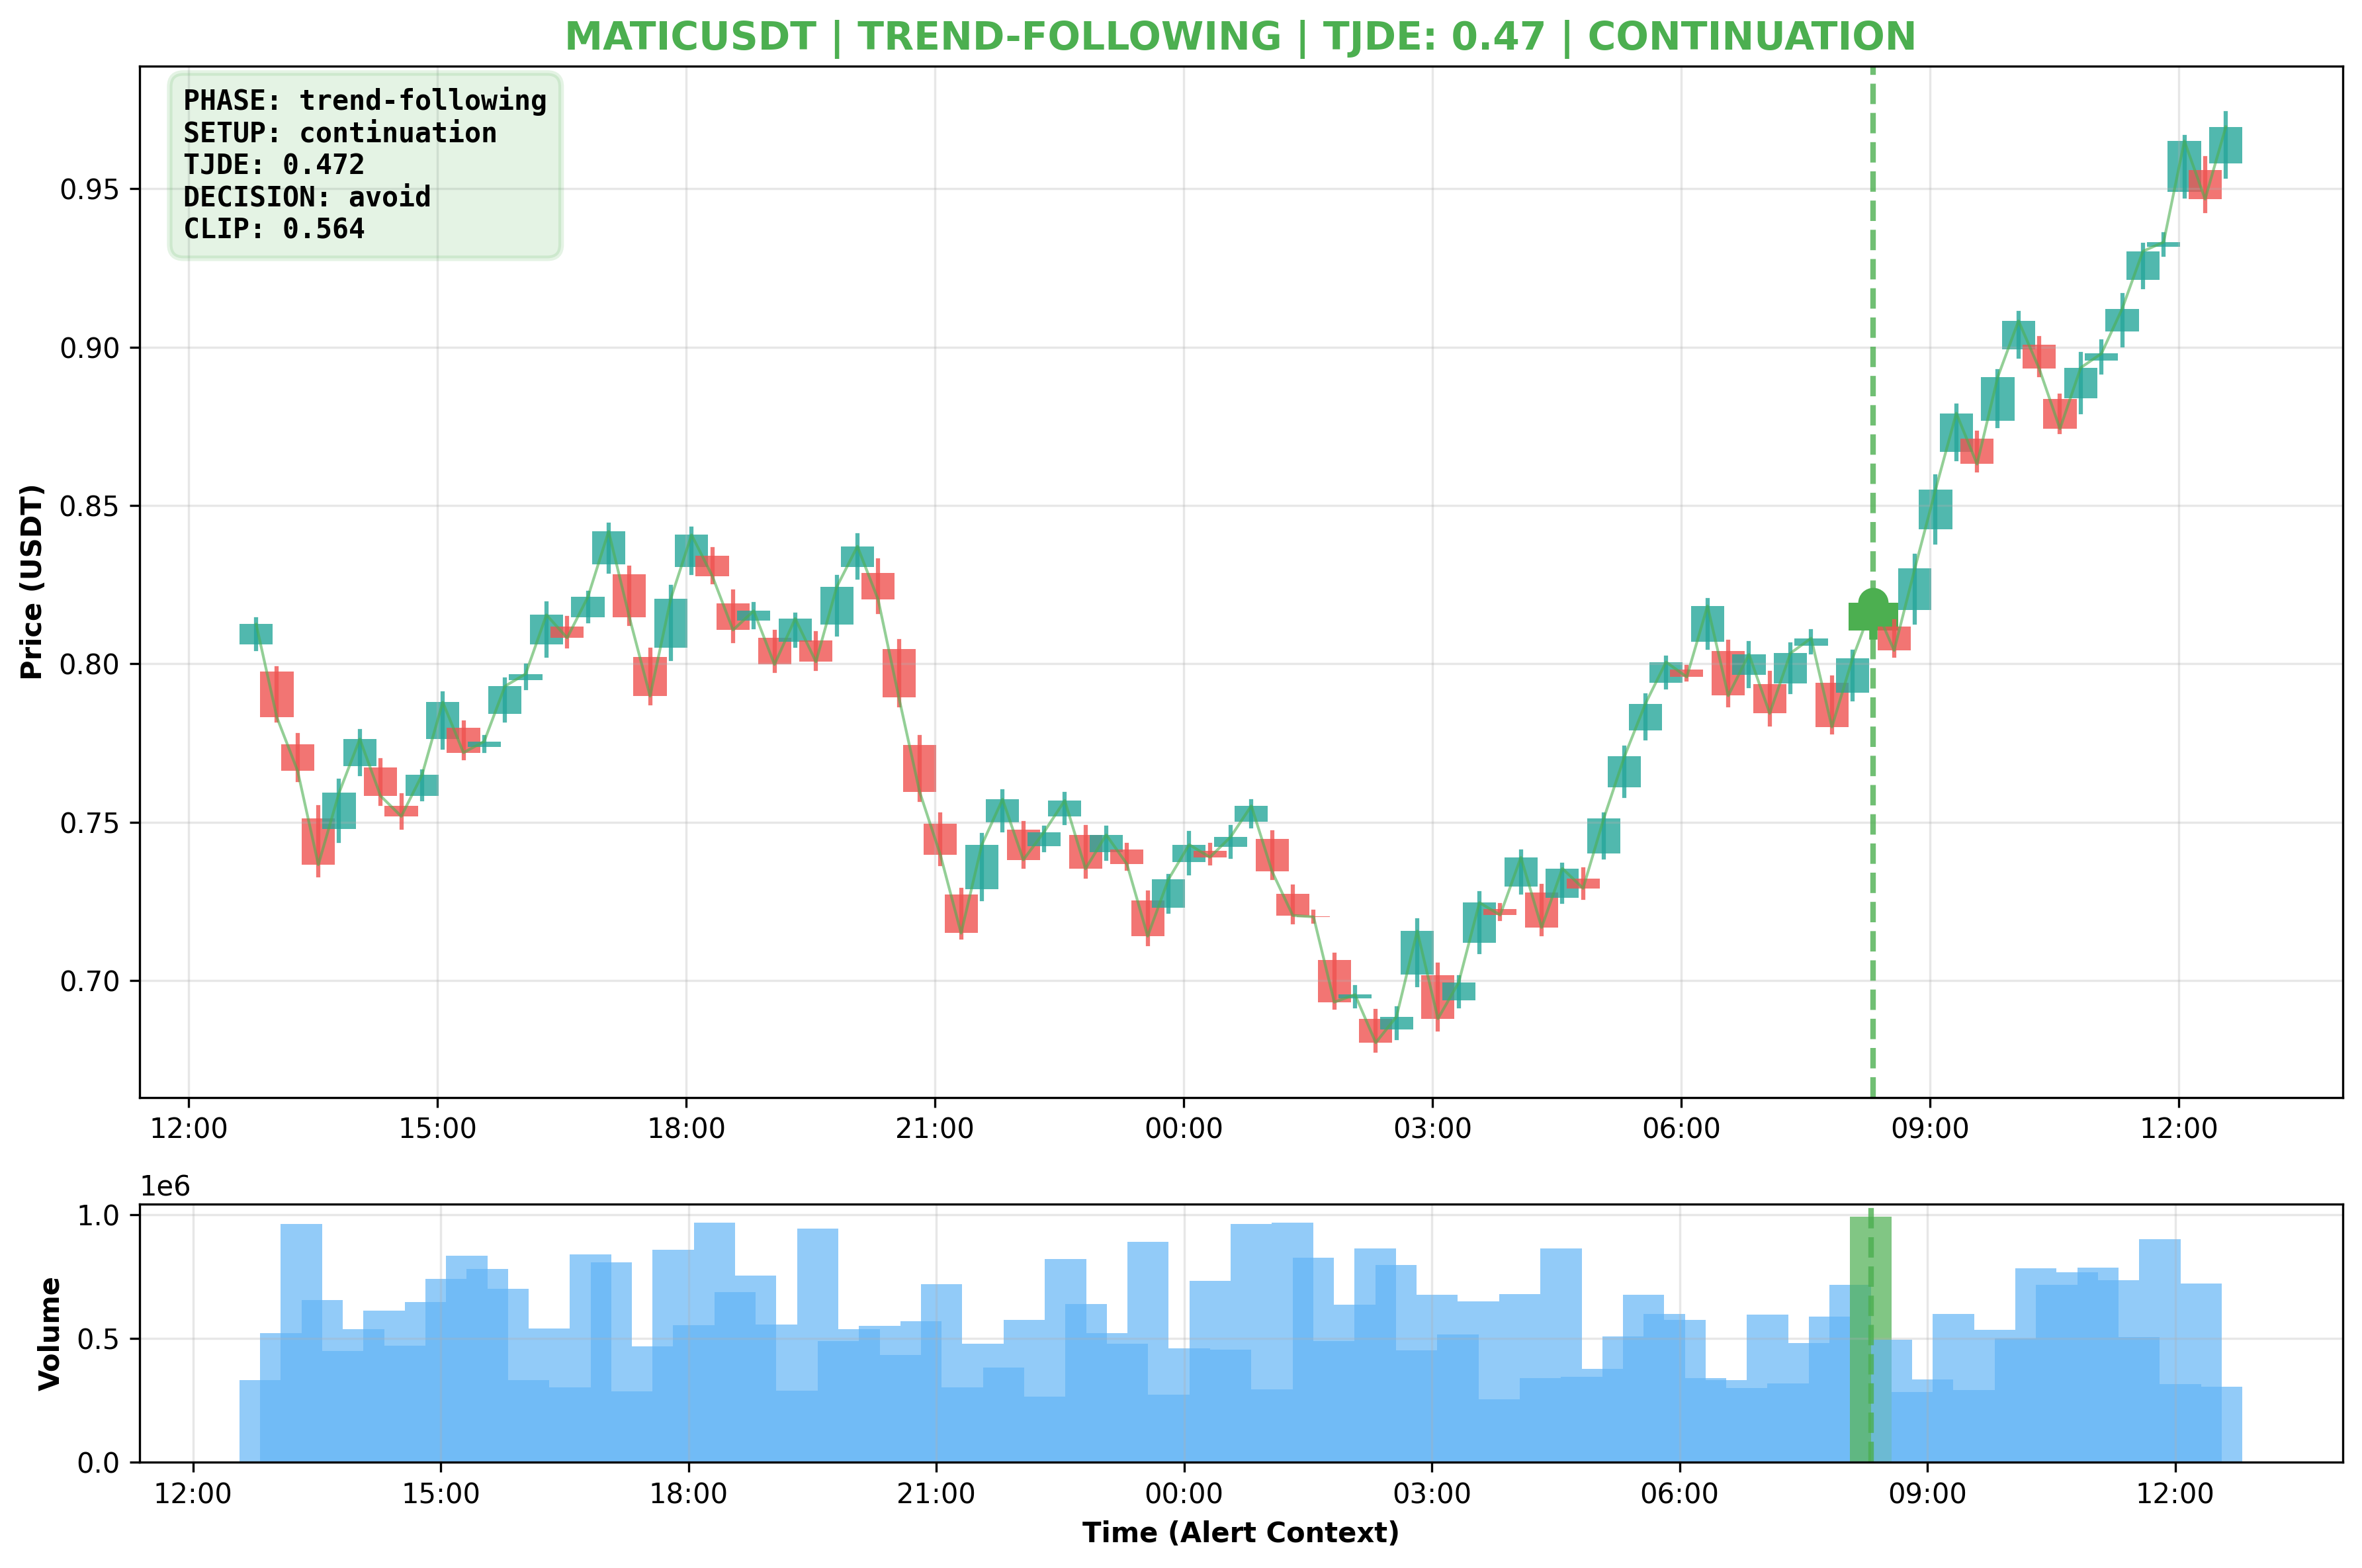 MATICUSDT | TREND-FOLLOWING | TJDE: 0.47 | CONTINUATION
PHASE: trend-following
SETUP: continuation
TJDE: 0.472
DECISION: avoid
CLIP: 0.564
Price (USDT)
0.95
0.90
0.85
0.80
0.75
0.70
12:00 15:00 18:00 21:00 00:00 03:00 06:00 09:00 12:00
1e6
Volume
1.0
0.5
0.0
12:00 15:00 18:00 21:00 00:00 03:00 06:00 09:00 12:00
Time (Alert Context)